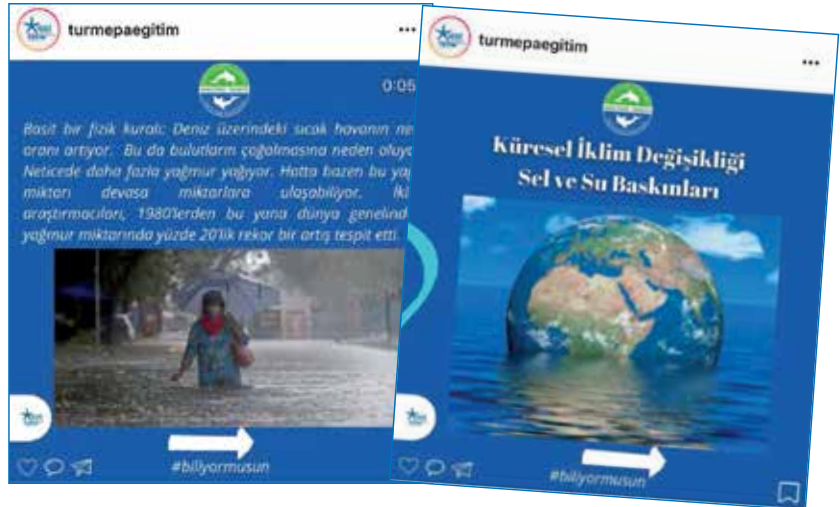 turmepaegitim
0:05
Basit bir fizik kuralı: Deniz üzerindeki sıcak havanın ne
oranı artıyor. Bu da bulutların çoğalmasına neden oluyo
Neticede daha fazla yağmur yağıyor. Hatta bazen bu yağ
miktarı devasa miktarlara ulaşabiliyor. İkl
araştırmacıları, 1980'lerden bu yana dünya genelind
yağmur miktarında yüzde 20'lik rekor bir artış tespit etti.
#biliyormusun
turmepaegitim
Küresel İklim Değişikliği
Sel ve Su Baskınları
#biliyormusun